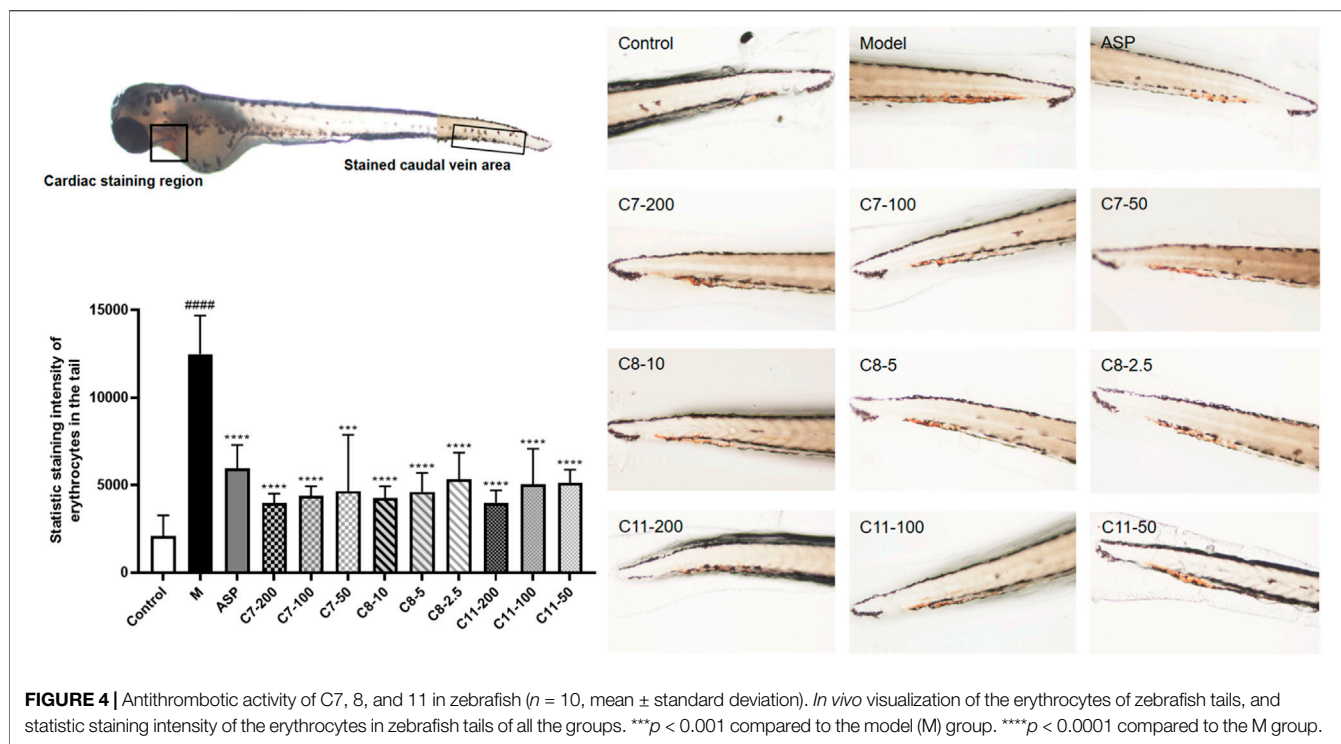 Cardiac staining region
Stained caudal vein area
Statistic staining intensity of
erythrocytes in the tail
15000
10000
5000
0
####
****
****
****
***
****
****
****
****
****
****
Control
M
ASP
C7-200
C7-100
C7-50
C8-10
C8-5
C8-2.5
C11-200
C11-100
C11-50
Control
Model
ASP
C7-200
C7-100
C7-50
C8-10
C8-5
C8-2.5
C11-200
C11-100
C11-50
FIGURE 4 | Antithrombotic activity of C7, 8, and 11 in zebrafish (n = 10, mean ± standard deviation). In vivo visualization of the erythrocytes of zebrafish tails, and
statistic staining intensity of the erythrocytes in zebrafish tails of all the groups. ***p < 0.001 compared to the model (M) group. ****p < 0.0001 compared to the M group.